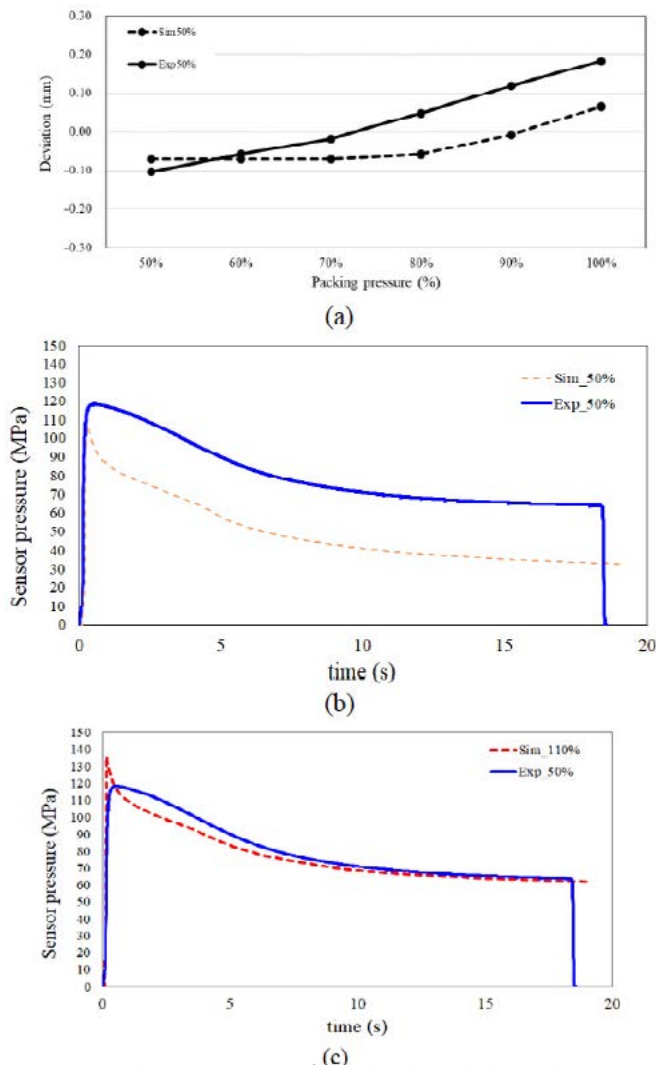 0.30
0.20
0.10
0.00
-0.10
-0.20
-0.30
Deviation (mm)
Sim50%
Exp50%
50% 60% 70% 80% 90% 100%
Packing pressure (%)
(a)
150
140
130
120
110
100
90
80
70
60
50
40
30
20
10
0
Sensor pressure (MPa)
Sim_50%
Exp_50%
0 5 10 15 20
time (s)
(b)
150
140
130
120
110
100
90
80
70
60
50
40
30
20
10
0
Sensor pressure (MPa)
Sim_110%
Exp_50%
0 5 10 15 20
time (s)
(c)